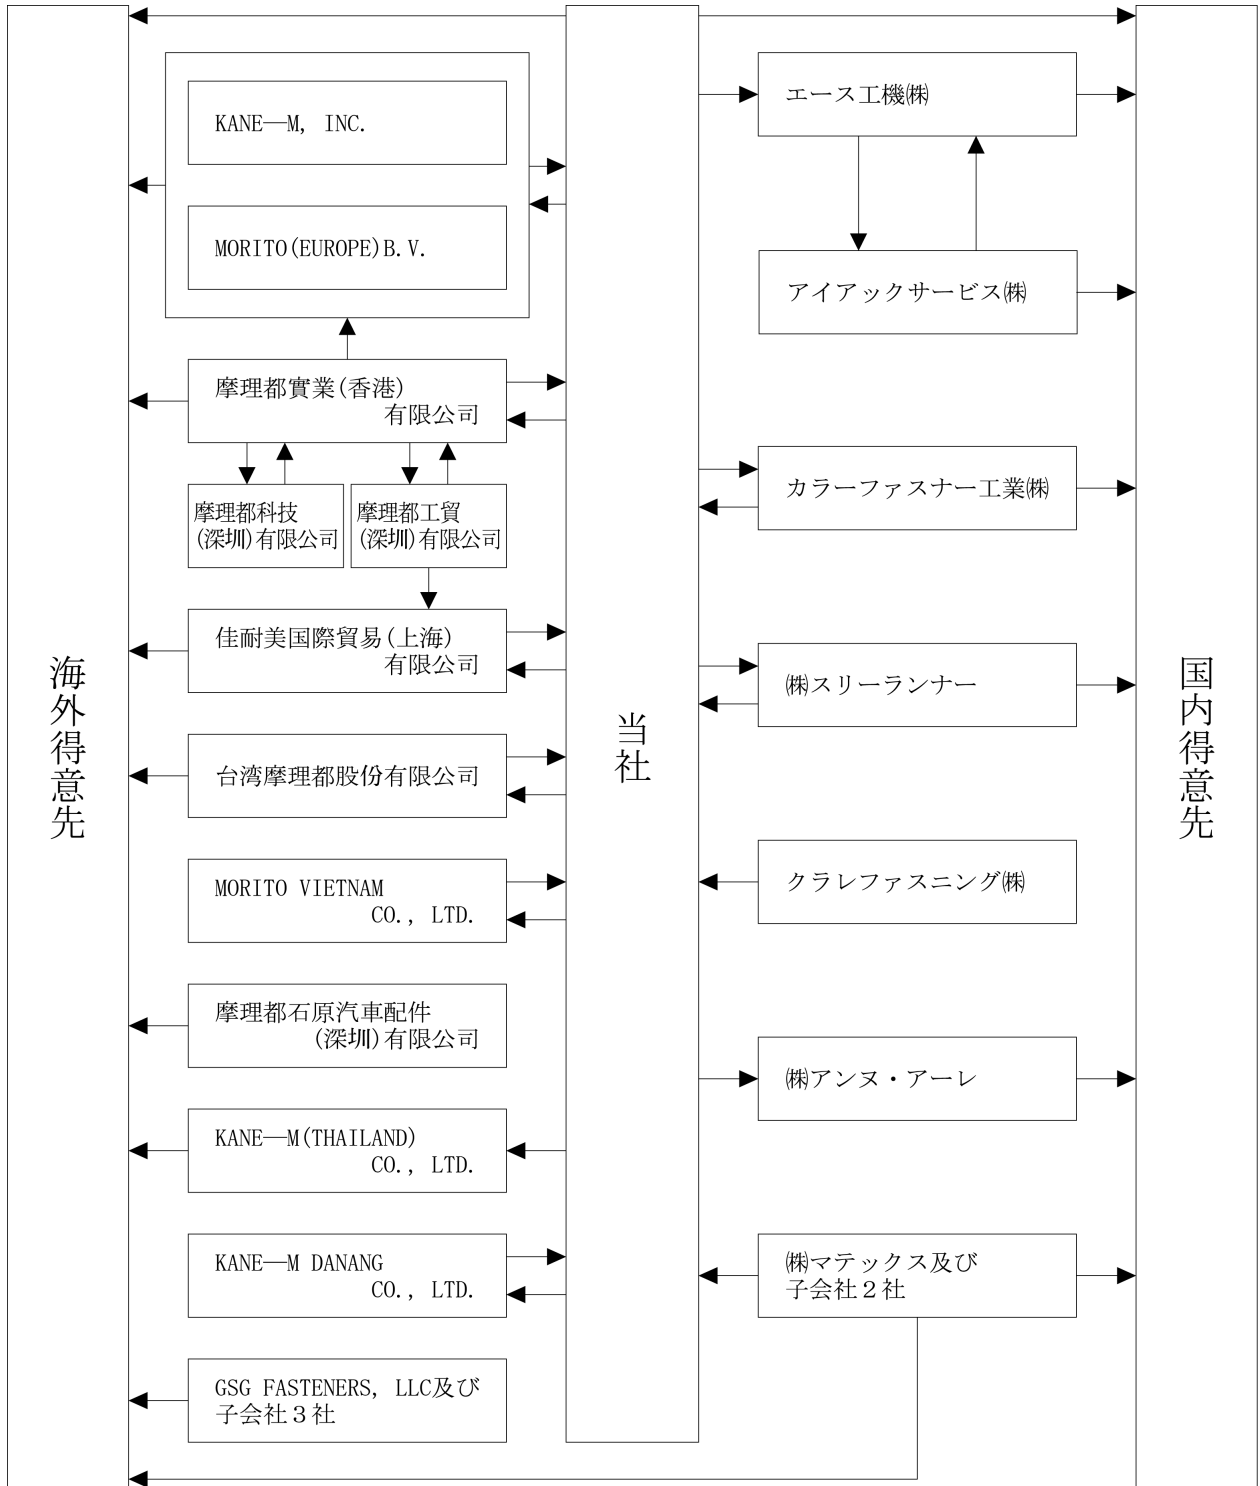 海外得意先
KANE―M, INC.
MORITO(EUROPE)B.V.
摩理都實業(香港)
有限公司
摩理都科技
(深圳)有限公司
摩理都工貿
(深圳)有限公司
佳耐美国際貿易(上海)
有限公司
台湾摩理都股份有限公司
MORITO VIETNAM
CO., LTD.
摩理都石原汽車配件
(深圳)有限公司
KANE―M(THAILAND)
CO., LTD.
KANE―M DANANG
CO., LTD.
GSG FASTENERS, LLC及び
子会社3社
当社
エース工機㈱
アイアックサービス㈱
カラーファスナー工業㈱
㈱スリーランナー
クラレファスニング㈱
㈱アンヌ・アーレ
㈱マテックス及び
子会社2社
国内得意先